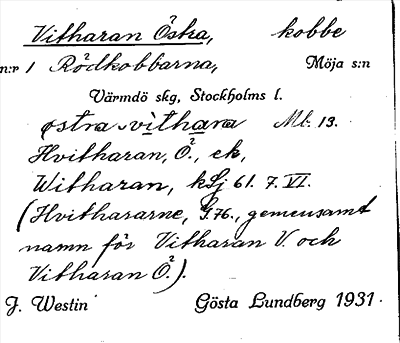 Vitharan Östra, kobbe
n:r 1 Rödkobbarna, Möja s:n
Värmdö skg, Stockholms l.
östra vithara Ml. 13.
Hvitharan, Ö., ek,
Witharan, kSj 61. 7. VI.
(Hvithararne, G.76., gemensamt
namn för Vitharan V. och
Vitharan Ö.).
J. Westin Gösta Lundberg 1931.